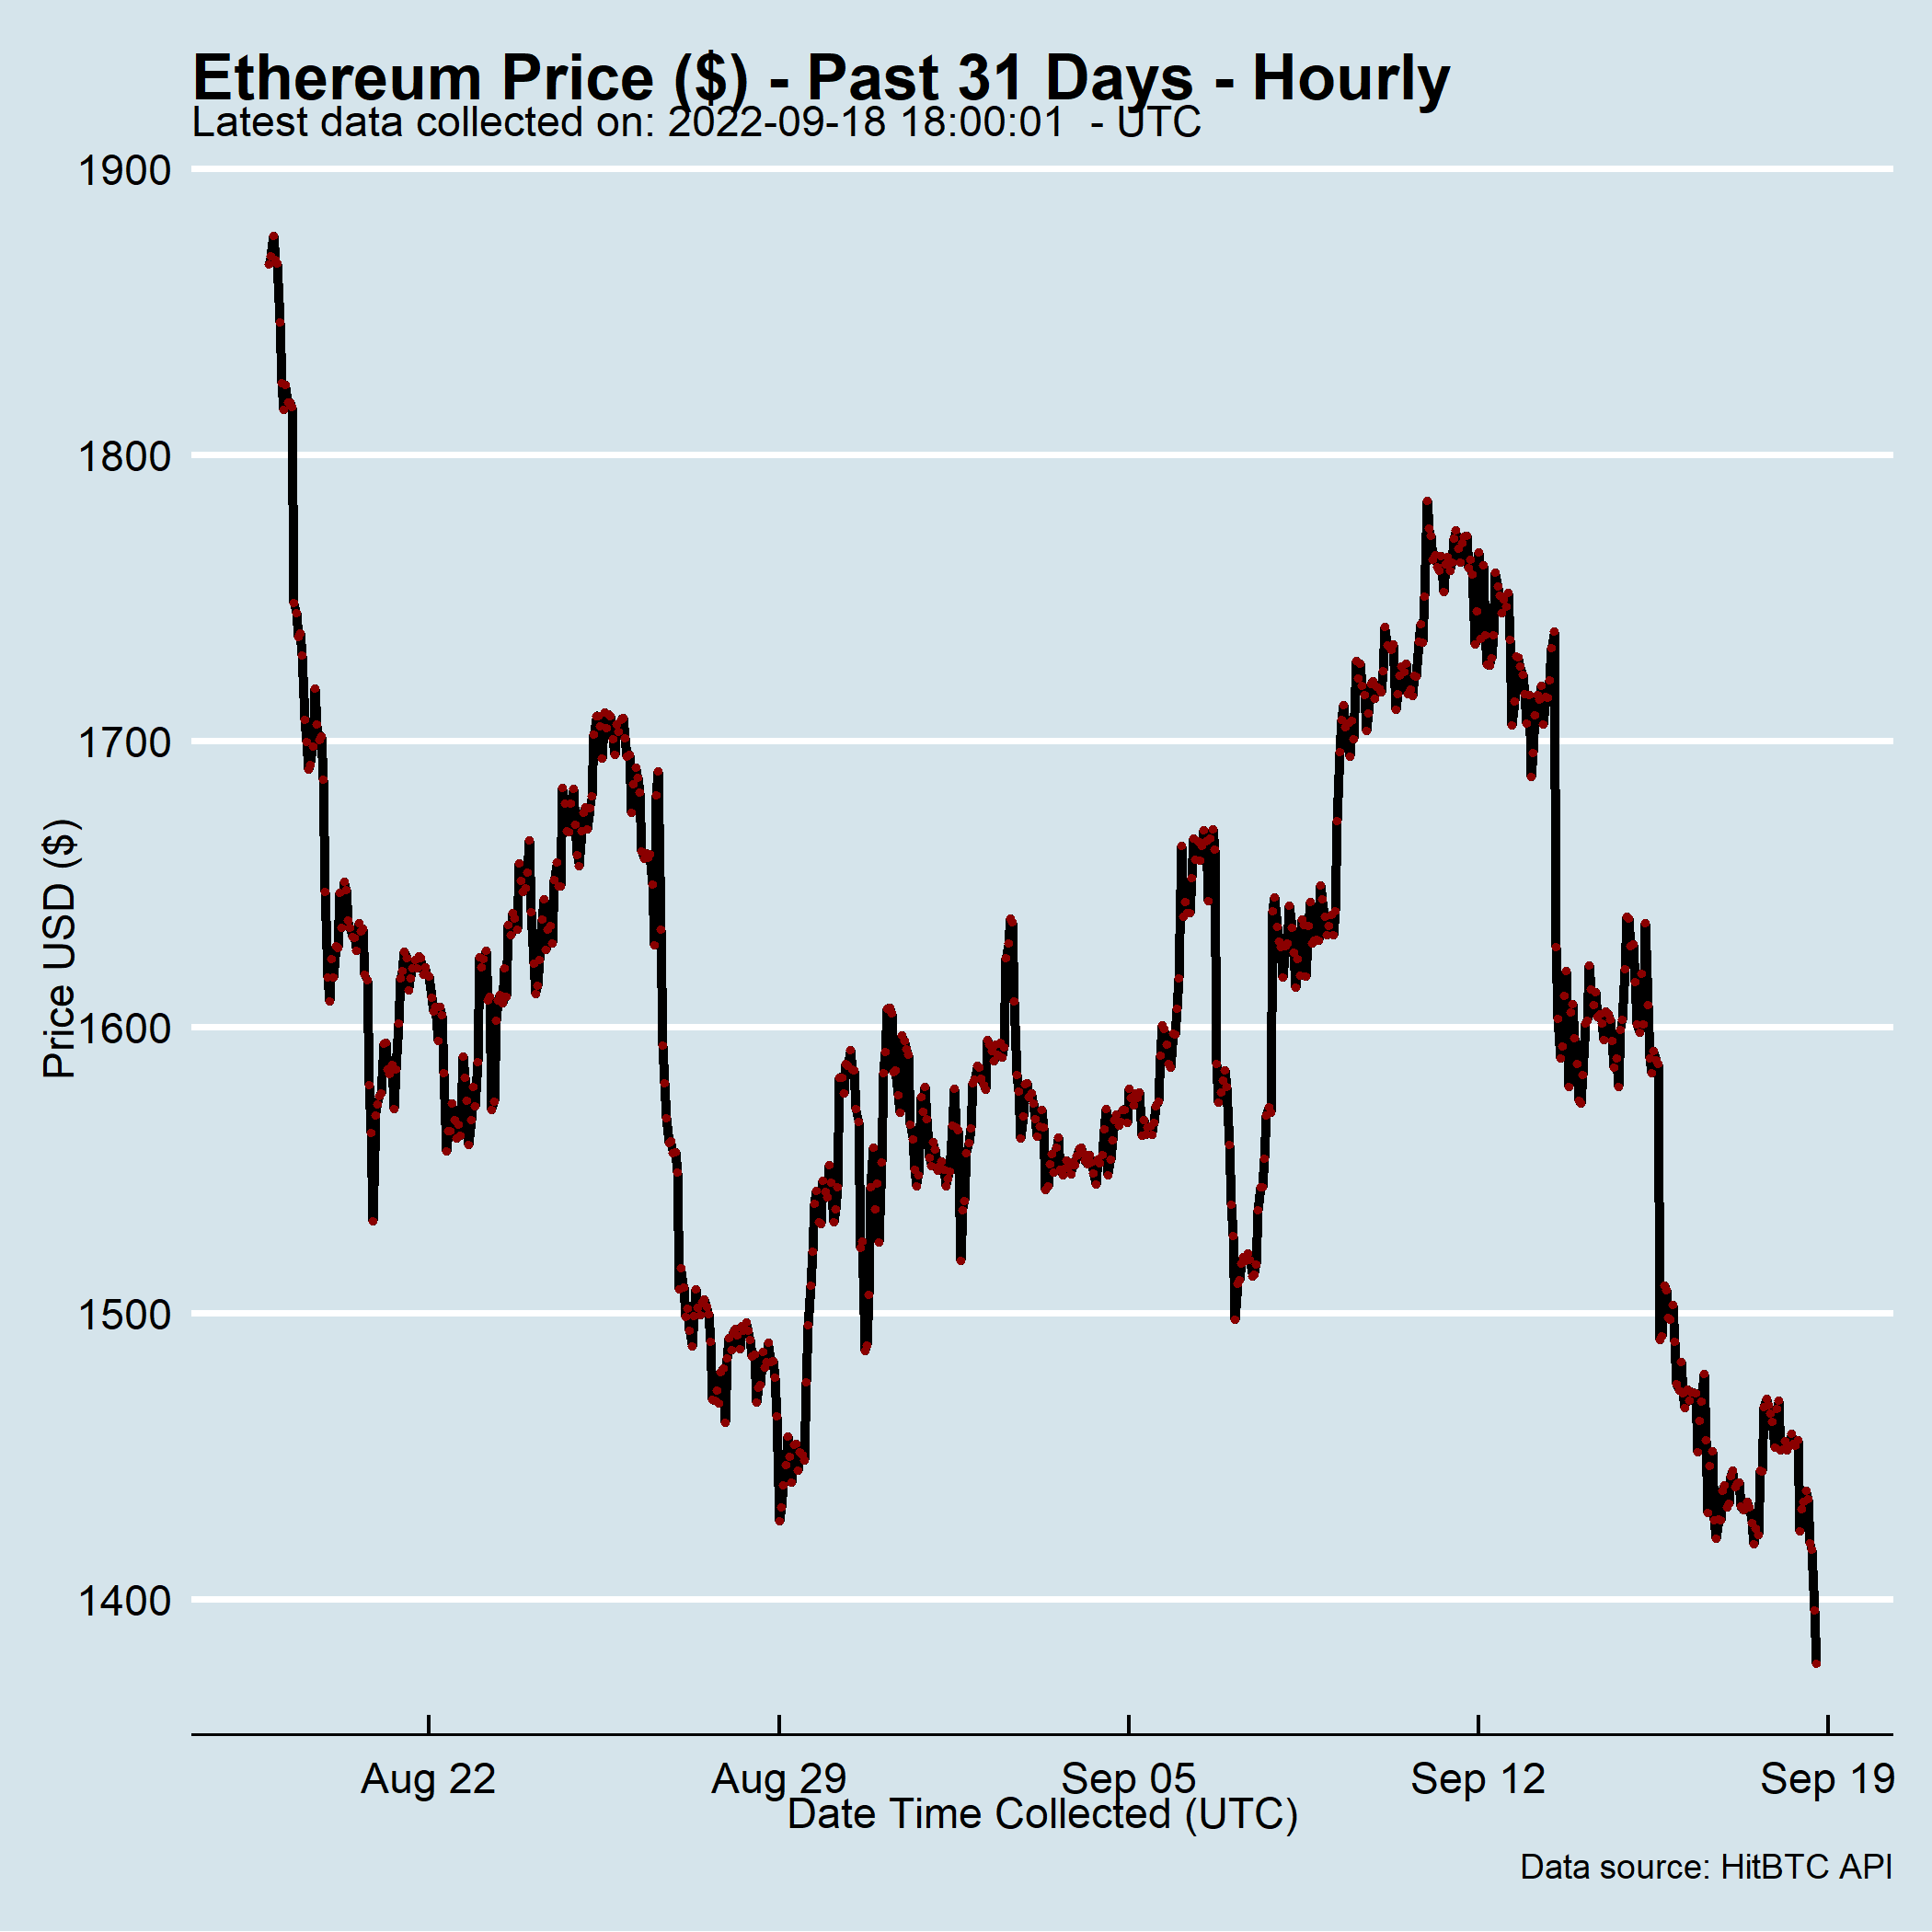 Ethereum Price ($) - Past 31 Days - Hourly
Latest data collected on: 2022-09-18 18:00:01  - UTC
1900
1800
1700
1600
1500
1400
Price USD ($)
Aug 22
Aug 29
Sep 05
Sep 12
Sep 19
Date Time Collected (UTC)
Data source: HitBTC API